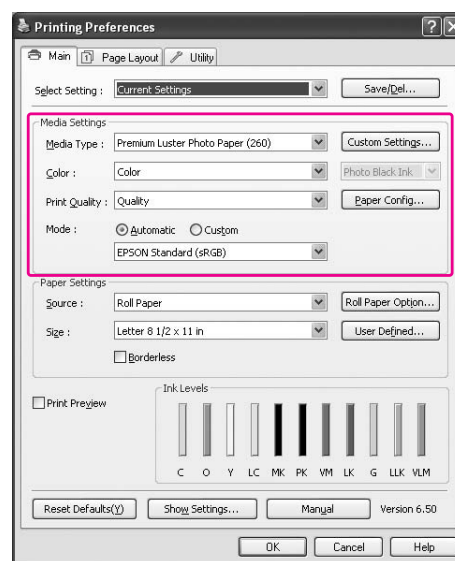 Printing Preferences
Main Page Layout Utility
Select Setting : Current Settings Save/Del...
Media Settings
Media Type : Premium Luster Photo Paper (260) Custom Settings...
Color : Color Photo Black Ink
Print Quality : Quality Paper Config...
Mode : Automatic Custom
EPSON Standard (sRGB)
Paper Settings
Source : Roll Paper Roll Paper Option...
Size : Letter 8 1/2 x 11 in User Defined...
Borderless
Ink Levels
Print Preview
C O Y LC MK PK VM LK G LLK VLM
Reset Defaults(Y) Show Settings... Manual Version 6.50
OK Cancel Help